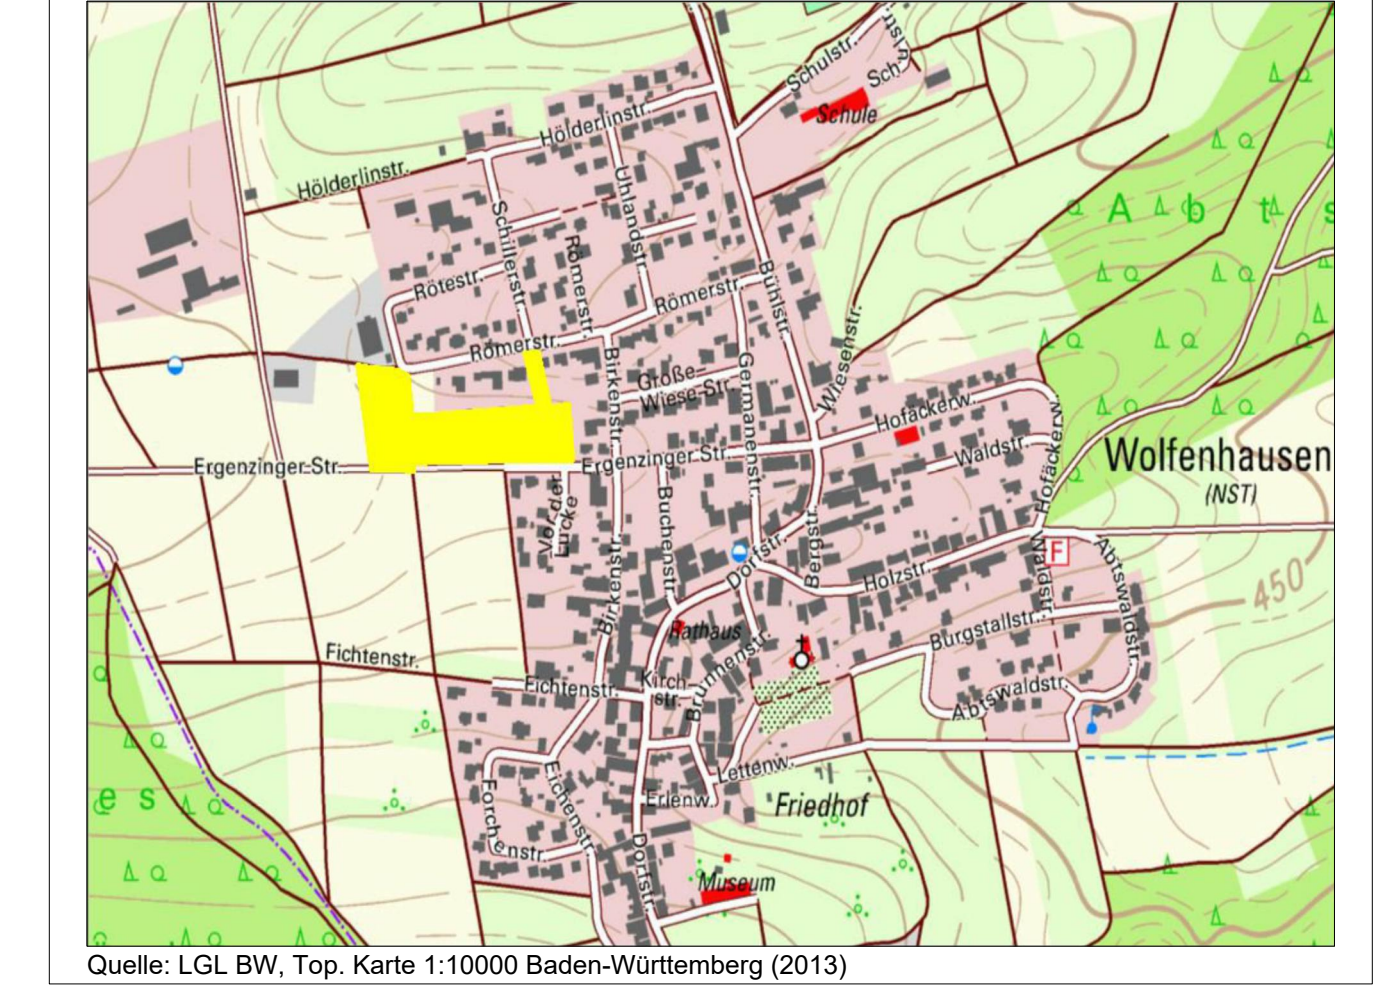 Schulstr.
Schulstr.
Schule
Hölderlinstr.
Hölderlinstr.
Uhlandstr.
Schillerstr.
Römerstr.
Rötestr.
Römerstr.
Römerstr.
Bühlstr.
Wiesenstr.
A b t s
Birkenstr.
Große-
Wiese-Str.
Germanenstr.
Hofäckerw.
Waldstr.
Hofäckerw.
Wolfenhausen
(NST)
Ergenzinger Str.
Ergenzinger Str.
Vor der
Lucke
Buchenstr.
Birkenstr.
Dorfstr.
Bergstr.
Holzstr.
F
Waldstr.
Abtswaldstr.
450
Rathaus
Burgstallstr.
Fichtenstr.
Fichtenstr.
Kirch-
str.
Brunnenstr.
Abtswaldstr.
Lettenw.
Erlenw.
Friedhof
e s
Forchenstr.
Eichenstr.
Dorfstr.
Museum
Quelle: LGL BW, Top. Karte 1:10000 Baden-Württemberg (2013)